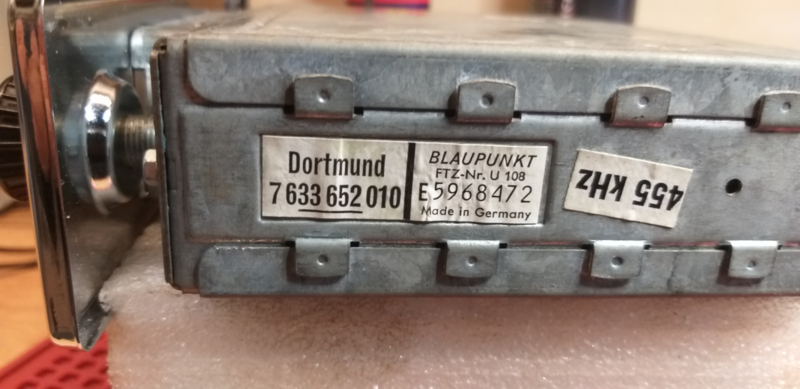 Dortmund
7 633 652 010
BLAUPUNKT
FTZ-Nr. U 108
E5968472
Made in Germany
455 kHz